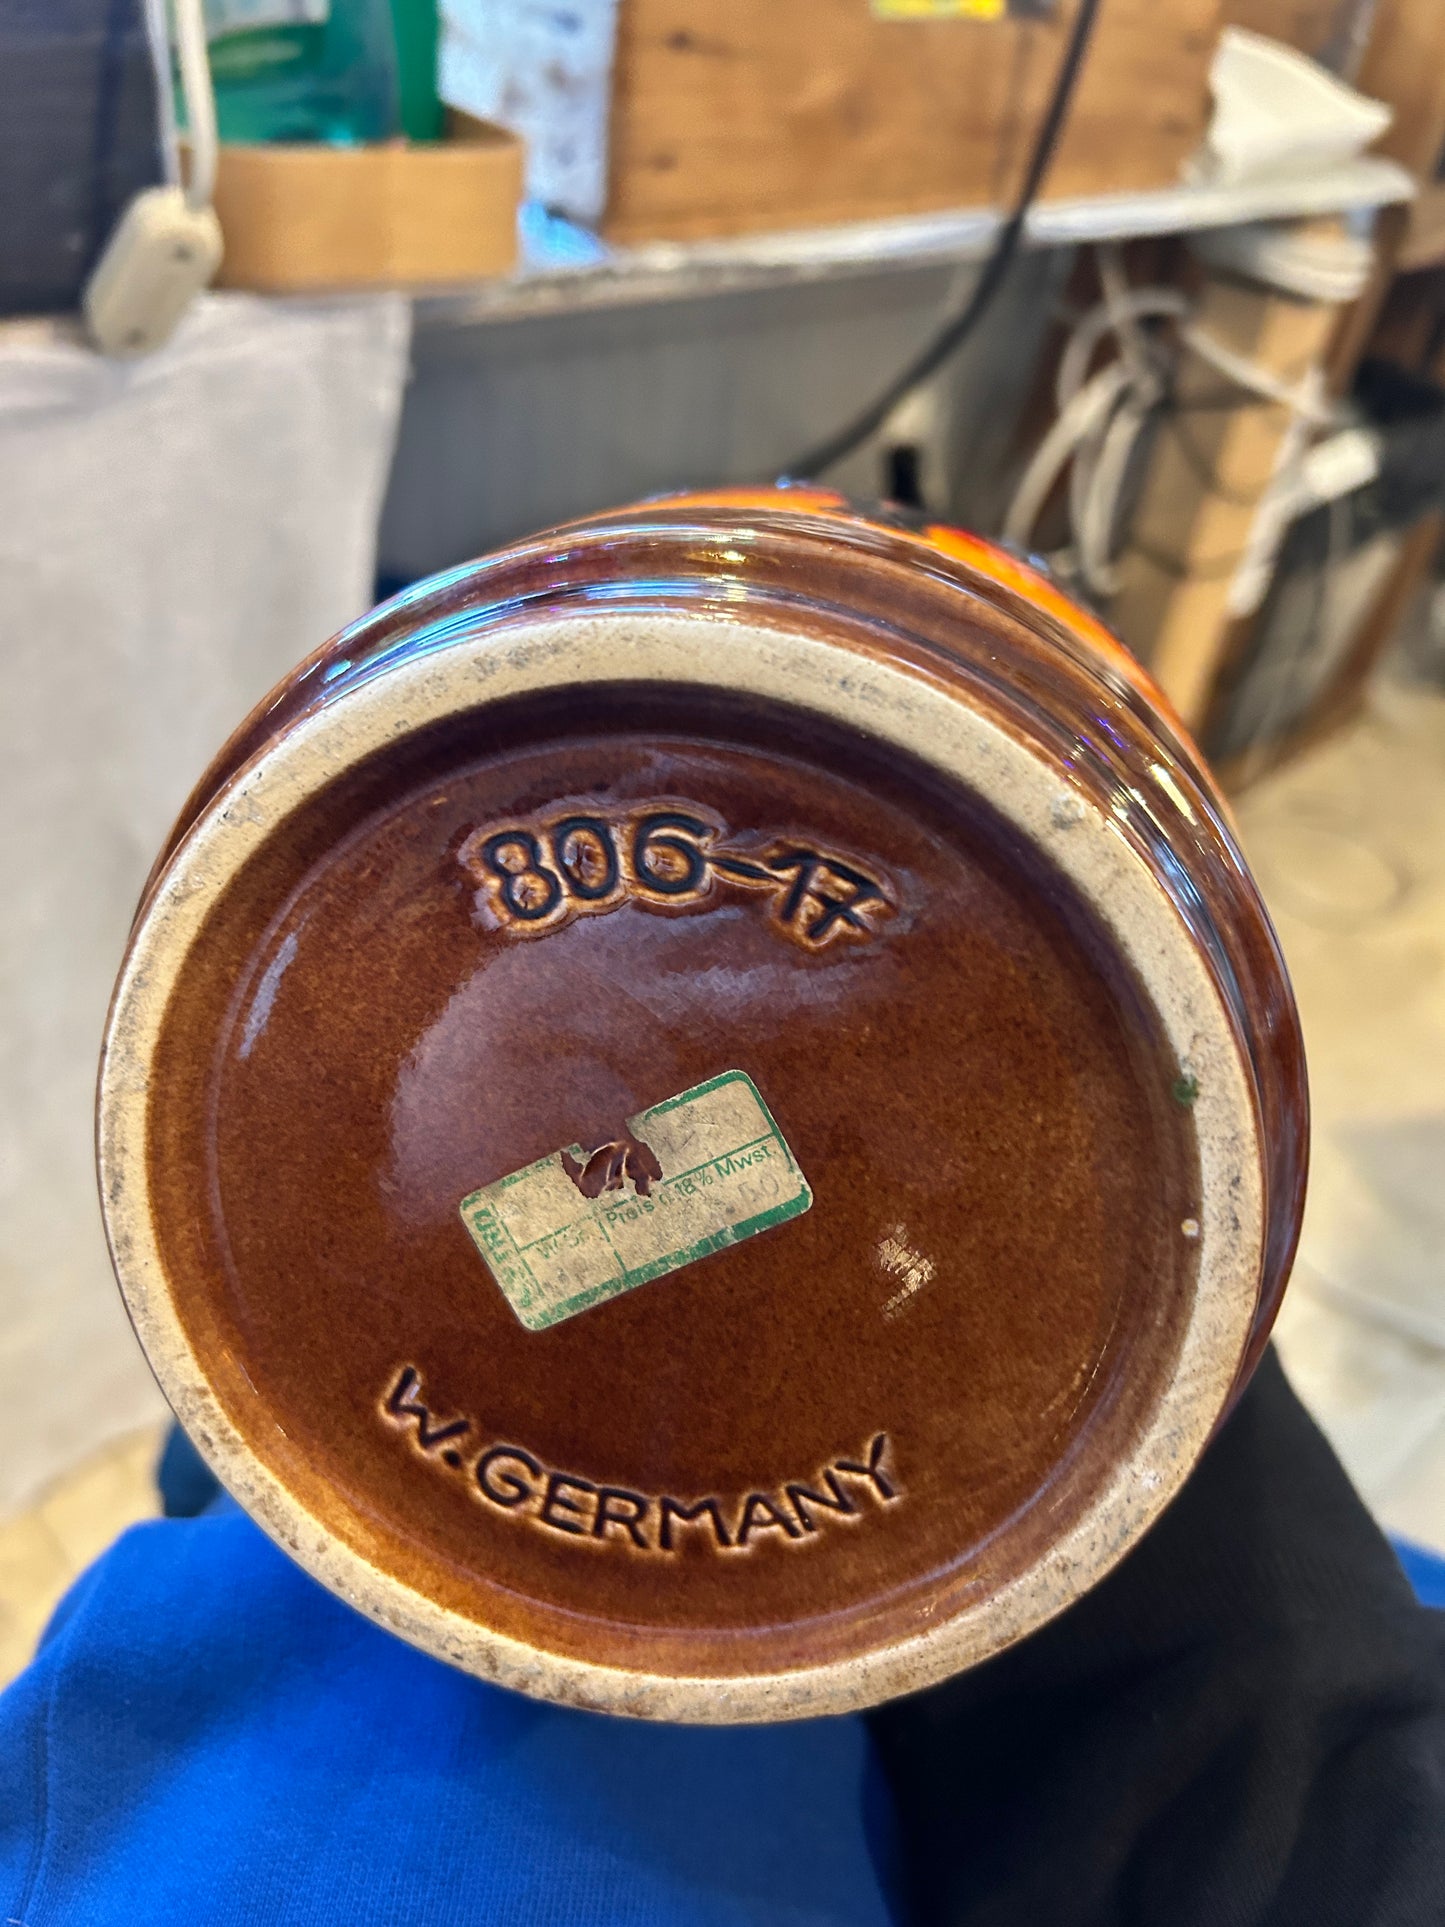 806-17
Preis
18% Mwst.
W. GERMANY